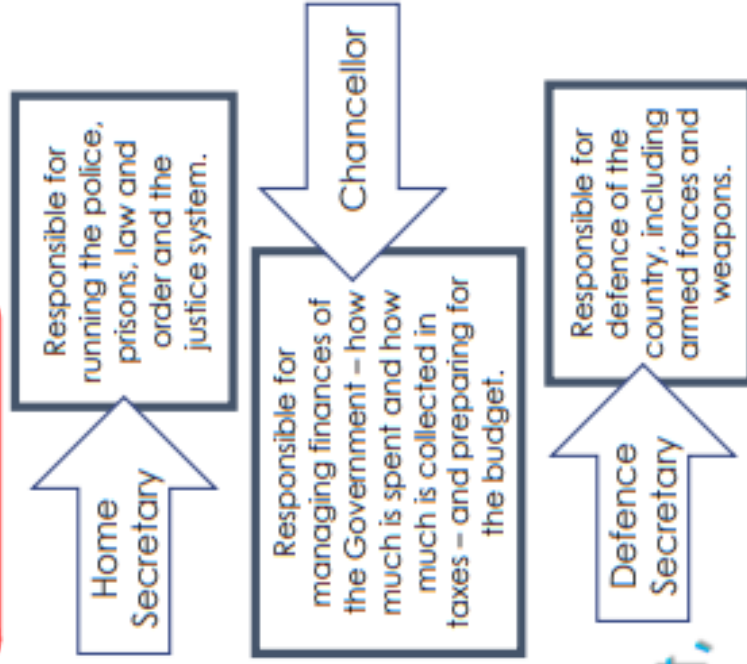 Home
Secretary
Responsible for
running the police,
prisons, law and
order and the
justice system.
Responsible for
managing finances of
the Government – how
much is spent and how
much is collected in
taxes – and preparing for
the budget.
Chancellor
Defence
Secretary
Responsible for
defence of the
country, including
armed forces and
weapons.